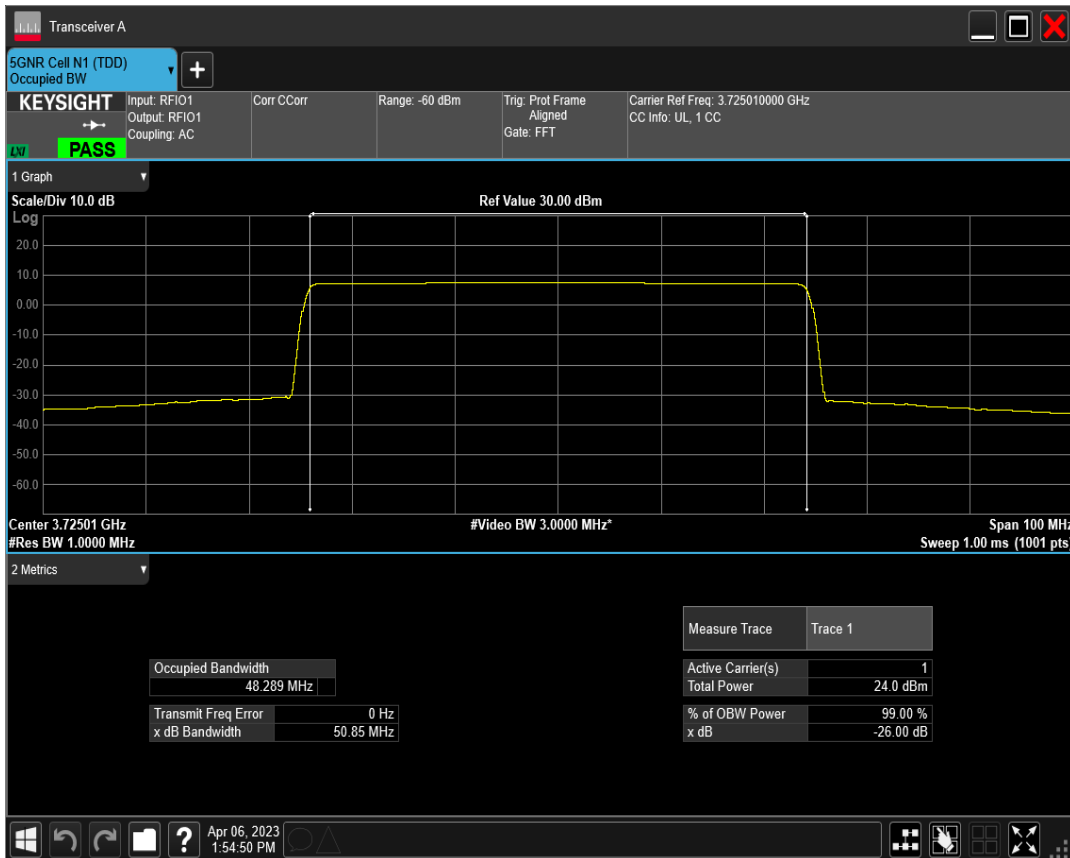 Transceiver A
5GNR Cell N1 (TDD)
Occupied BW
+
KEYSIGHT
LXI
PASS
Input: RFIO1
Output: RFIO1
Coupling: AC
Corr CCorr
Range: -60 dBm
Trig: Prot Frame
Aligned
Gate: FFT
Carrier Ref Freq: 3.725010000 GHz
CC Info: UL, 1 CC
1 Graph
Scale/Div 10.0 dB
Ref Value 30.00 dBm
Log
20.0
10.0
0.00
-10.0
-20.0
-30.0
-40.0
-50.0
-60.0
Center 3.72501 GHz
#Video BW 3.0000 MHz*
Span 100 MHz
#Res BW 1.0000 MHz
Sweep 1.00 ms (1001 pts)
2 Metrics
Measure Trace Trace 1
Occupied Bandwidth
48.289 MHz
Active Carrier(s) 1
Total Power 24.0 dBm
Transmit Freq Error 0 Hz
x dB Bandwidth 50.85 MHz
% of OBW Power 99.00 %
x dB -26.00 dB
?
Apr 06, 2023
1:54:50 PM